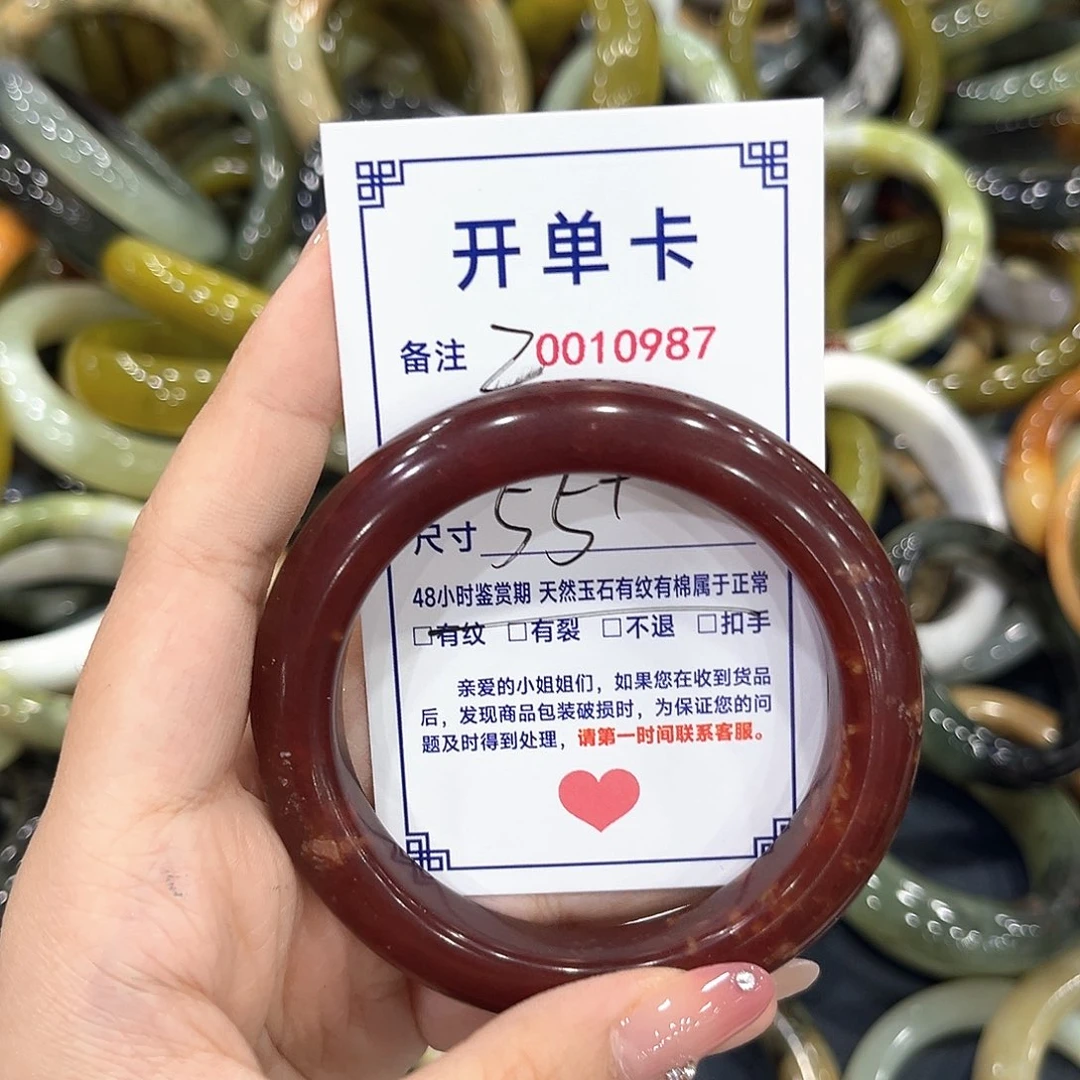 开单卡
备注 Z0010987
尺寸 55+
48小时鉴赏期 天然玉石有纹有棉属于正常
□有纹 □有裂 □不退 □扣手
亲爱的小姐姐们，如果您在收到货品
后，发现商品包装破损时，为保证您的问
题及时得到处理，请第一时间联系客服。